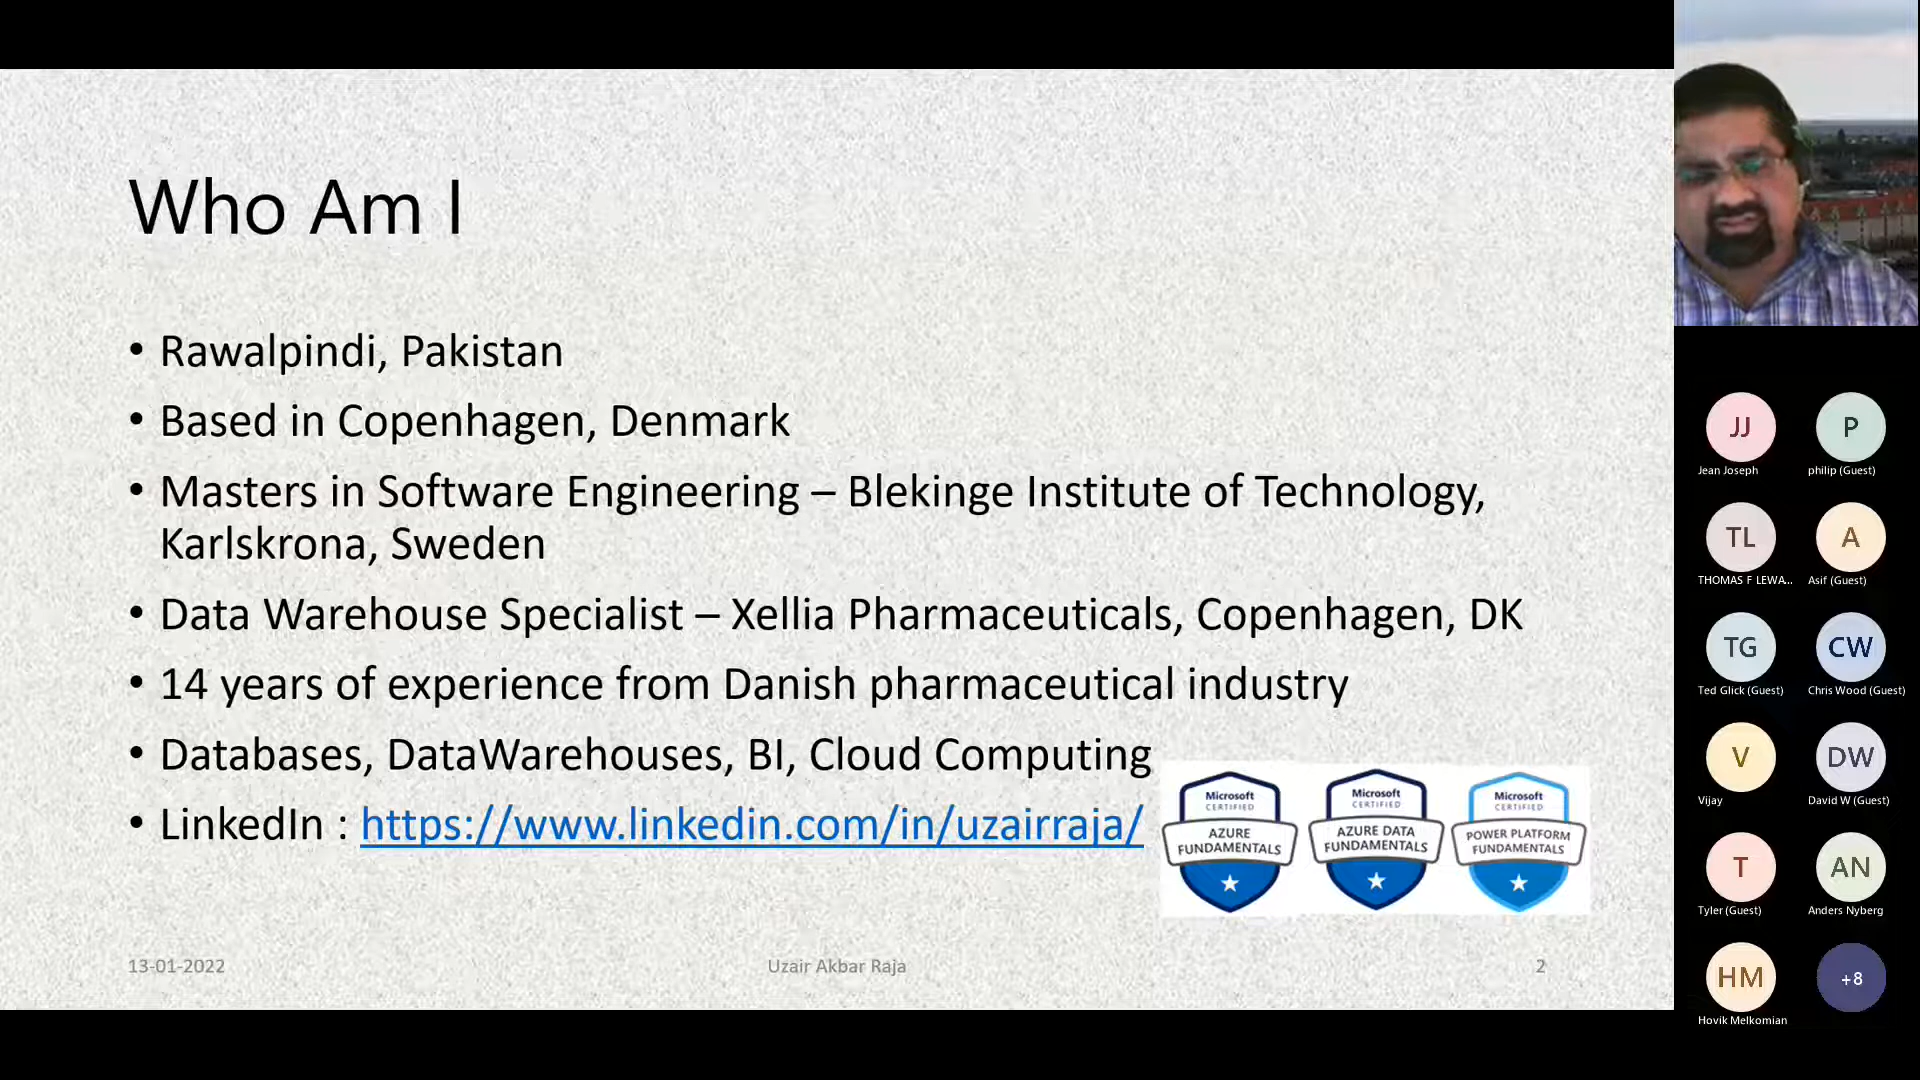 Who Am I
• Rawalpindi, Pakistan
• Based in Copenhagen, Denmark
• Masters in Software Engineering – Blekinge Institute of Technology,
Karlskrona, Sweden
• Data Warehouse Specialist – Xellia Pharmaceuticals, Copenhagen, DK
• 14 years of experience from Danish pharmaceutical industry
• Databases, DataWarehouses, BI, Cloud Computing
• LinkedIn : https://www.linkedin.com/in/uzairraja/
Microsoft
CERTIFIED
AZURE
FUNDAMENTALS
Microsoft
CERTIFIED
AZURE DATA
FUNDAMENTALS
Microsoft
CERTIFIED
POWER PLATFORM
FUNDAMENTALS
13-01-2022
Uzair Akbar Raja
2
JJ
Jean Joseph
P
philip (Guest)
TL
THOMAS F LEWA...
A
Asif (Guest)
TG
Ted Glick (Guest)
CW
Chris Wood (Guest)
V
Vijay
DW
David W (Guest)
T
Tyler (Guest)
AN
Anders Nyberg
HM
Hovik Melkomian
+8